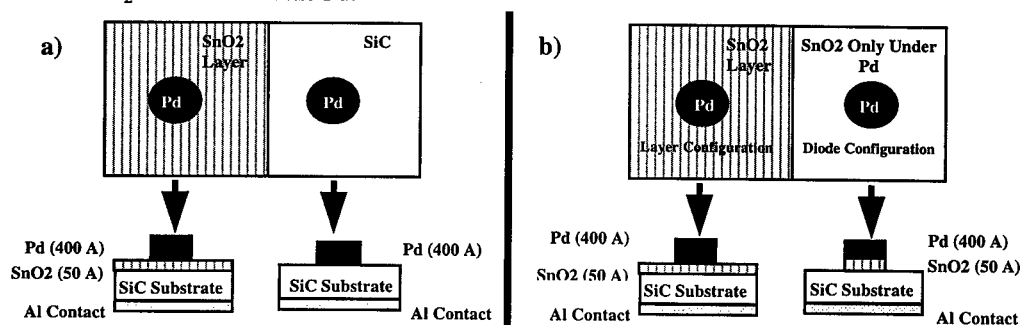 a)
SnO2
Layer
SiC
Pd
Pd
Pd (400 A)
SnO2 (50 A)
SiC Substrate
Al Contact
Pd (400 A)
SiC Substrate
Al Contact
b)
SnO2
Layer
SnO2 Only Under
Pd
Pd
Pd
Layer Configuration
Diode Configuration
Pd (400 A)
SnO2 (50 A)
SiC Substrate
Al Contact
Pd (400 A)
SnO2 (50 A)
SiC Substrate
Al Contact